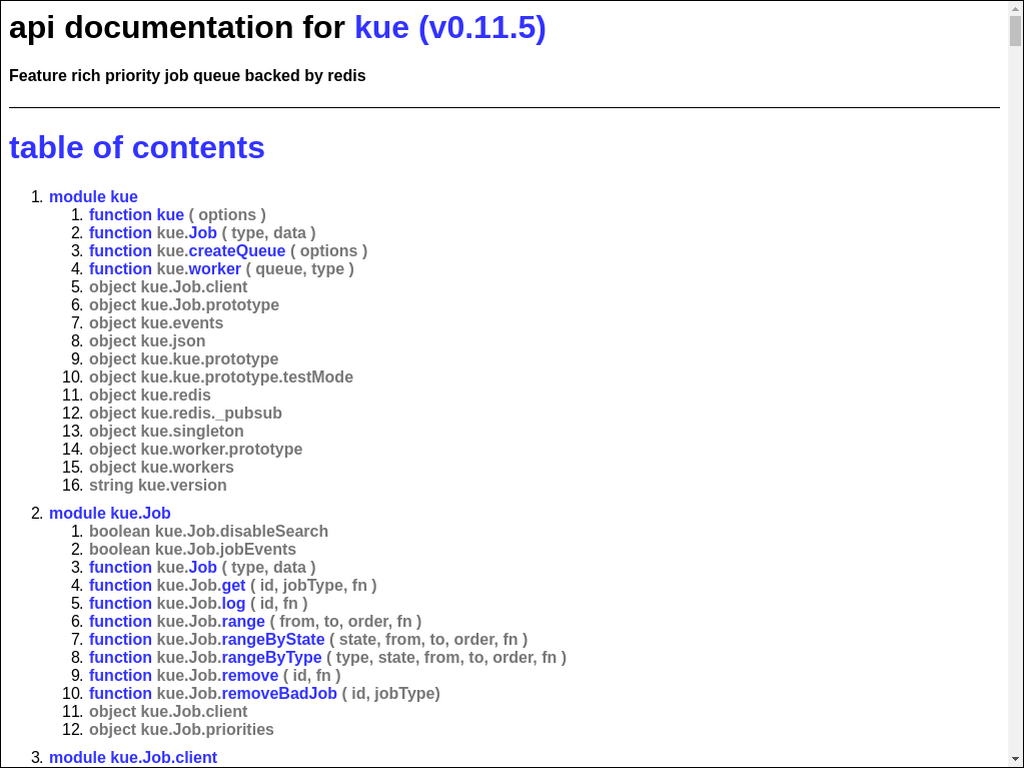 api documentation for kue (v0.11.5)
Feature rich priority job queue backed by redis
table of contents
1. module kue
1. function kue ( options )
2. function kue.Job ( type, data )
3. function kue.createQueue ( options )
4. function kue.worker ( queue, type )
5. object kue.Job.client
6. object kue.Job.prototype
7. object kue.events
8. object kue.json
9. object kue.kue.prototype
10. object kue.kue.prototype.testMode
11. object kue.redis
12. object kue.redis._pubsub
13. object kue.singleton
14. object kue.worker.prototype
15. object kue.workers
16. string kue.version
2. module kue.Job
1. boolean kue.Job.disableSearch
2. boolean kue.Job.jobEvents
3. function kue.Job ( type, data )
4. function kue.Job.get ( id, jobType, fn )
5. function kue.Job.log ( id, fn )
6. function kue.Job.range ( from, to, order, fn )
7. function kue.Job.rangeByState ( state, from, to, order, fn )
8. function kue.Job.rangeByType ( type, state, from, to, order, fn )
9. function kue.Job.remove ( id, fn )
10. function kue.Job.removeBadJob ( id, jobType)
11. object kue.Job.client
12. object kue.Job.priorities
3. module kue.Job.client